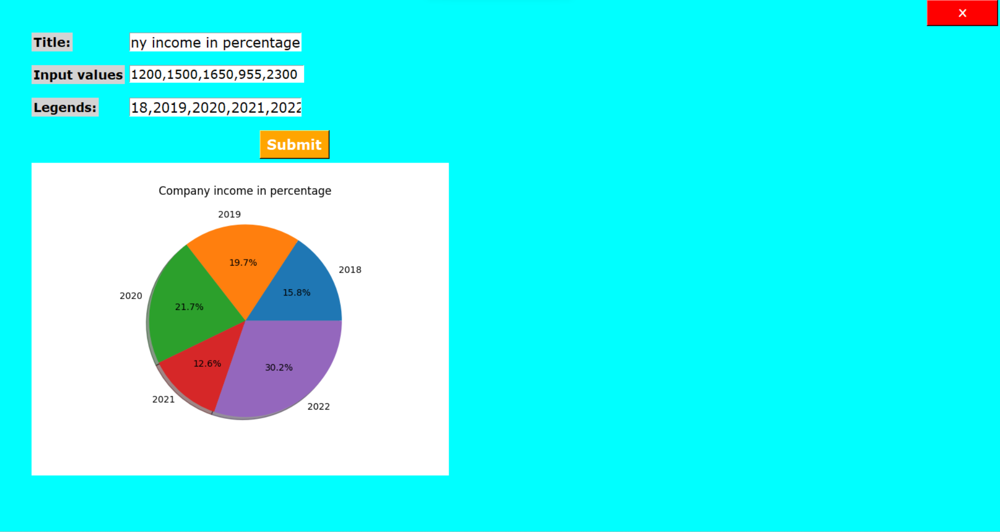 x
Title: ny income in percentage
Input values 1200,1500,1650,955,2300
Legends: 18,2019,2020,2021,2022
Submit
Company income in percentage
2019
19.7%
2018
15.8%
2020
21.7%
12.6%
30.2%
2021
2022